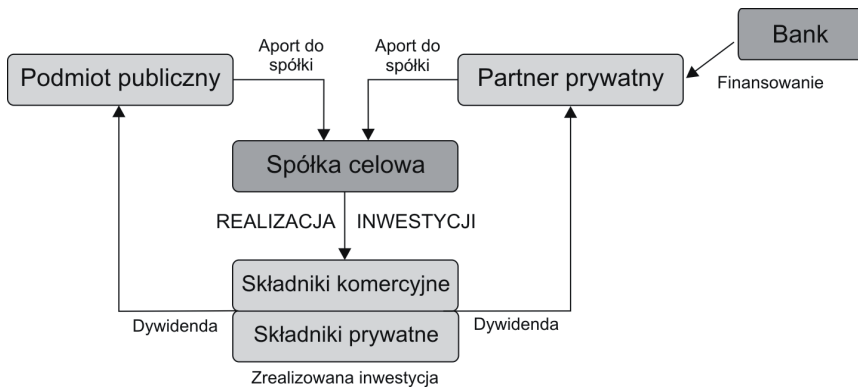 Bank
Aport do
spółki
Aport do
spółki
Podmiot publiczny
Partner prywatny
Finansowanie
Spółka celowa
REALIZACJA INWESTYCJI
Składniki komercyjne
Dywidenda
Składniki prywatne
Dywidenda
Zrealizowana inwestycja